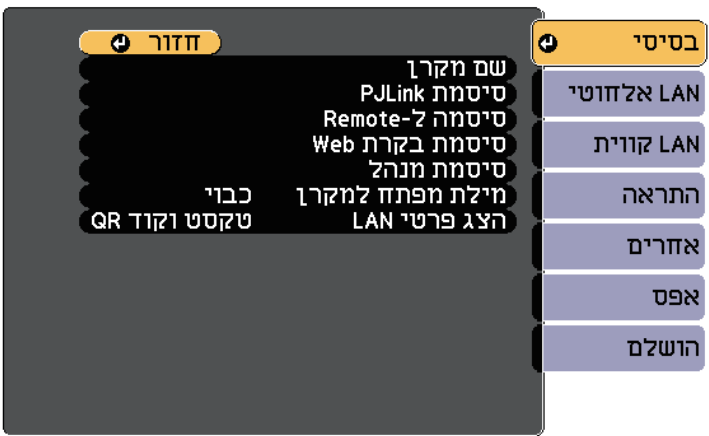 בסיסי
LAN אלחוטי
LAN קווית
התראה
אחרים
אפס
הושלם
חזור
שם מקרן
סיסמת PJLink
סיסמה ל-Remote
סיסמת בקרת Web
סיסמת מנהל
מילת מפתח למקרן כבוי
הצג פרטי LAN טקסט וקוד QR